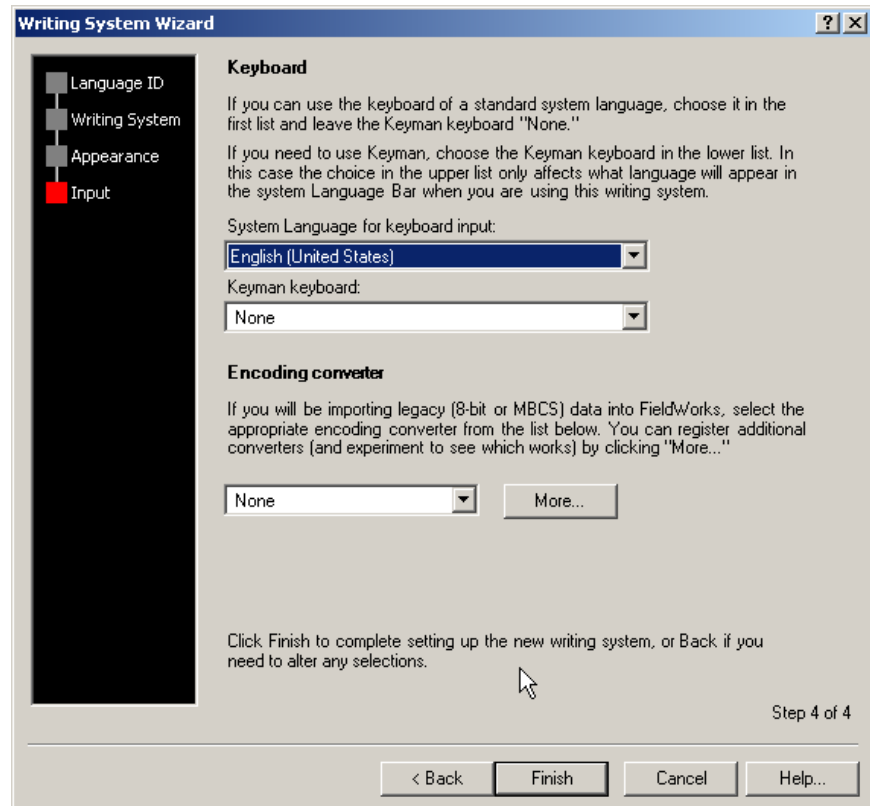 Writing System Wizard
Language ID
Writing System
Appearance
Input
Keyboard
If you can use the keyboard of a standard system language, choose it in the
first list and leave the Keyman keyboard "None."
If you need to use Keyman, choose the Keyman keyboard in the lower list. In
this case the choice in the upper list only affects what language will appear in
the system Language Bar when you are using this writing system.
System Language for keyboard input:
English (United States)
Keyman keyboard:
None
Encoding converter
If you will be importing legacy (8-bit or MBCS) data into FieldWorks, select the
appropriate encoding converter from the list below. You can register additional
converters (and experiment to see which works) by clicking "More..."
None
More...
Click Finish to complete setting up the new writing system, or Back if you
need to alter any selections.
Step 4 of 4
< Back
Finish
Cancel
Help...